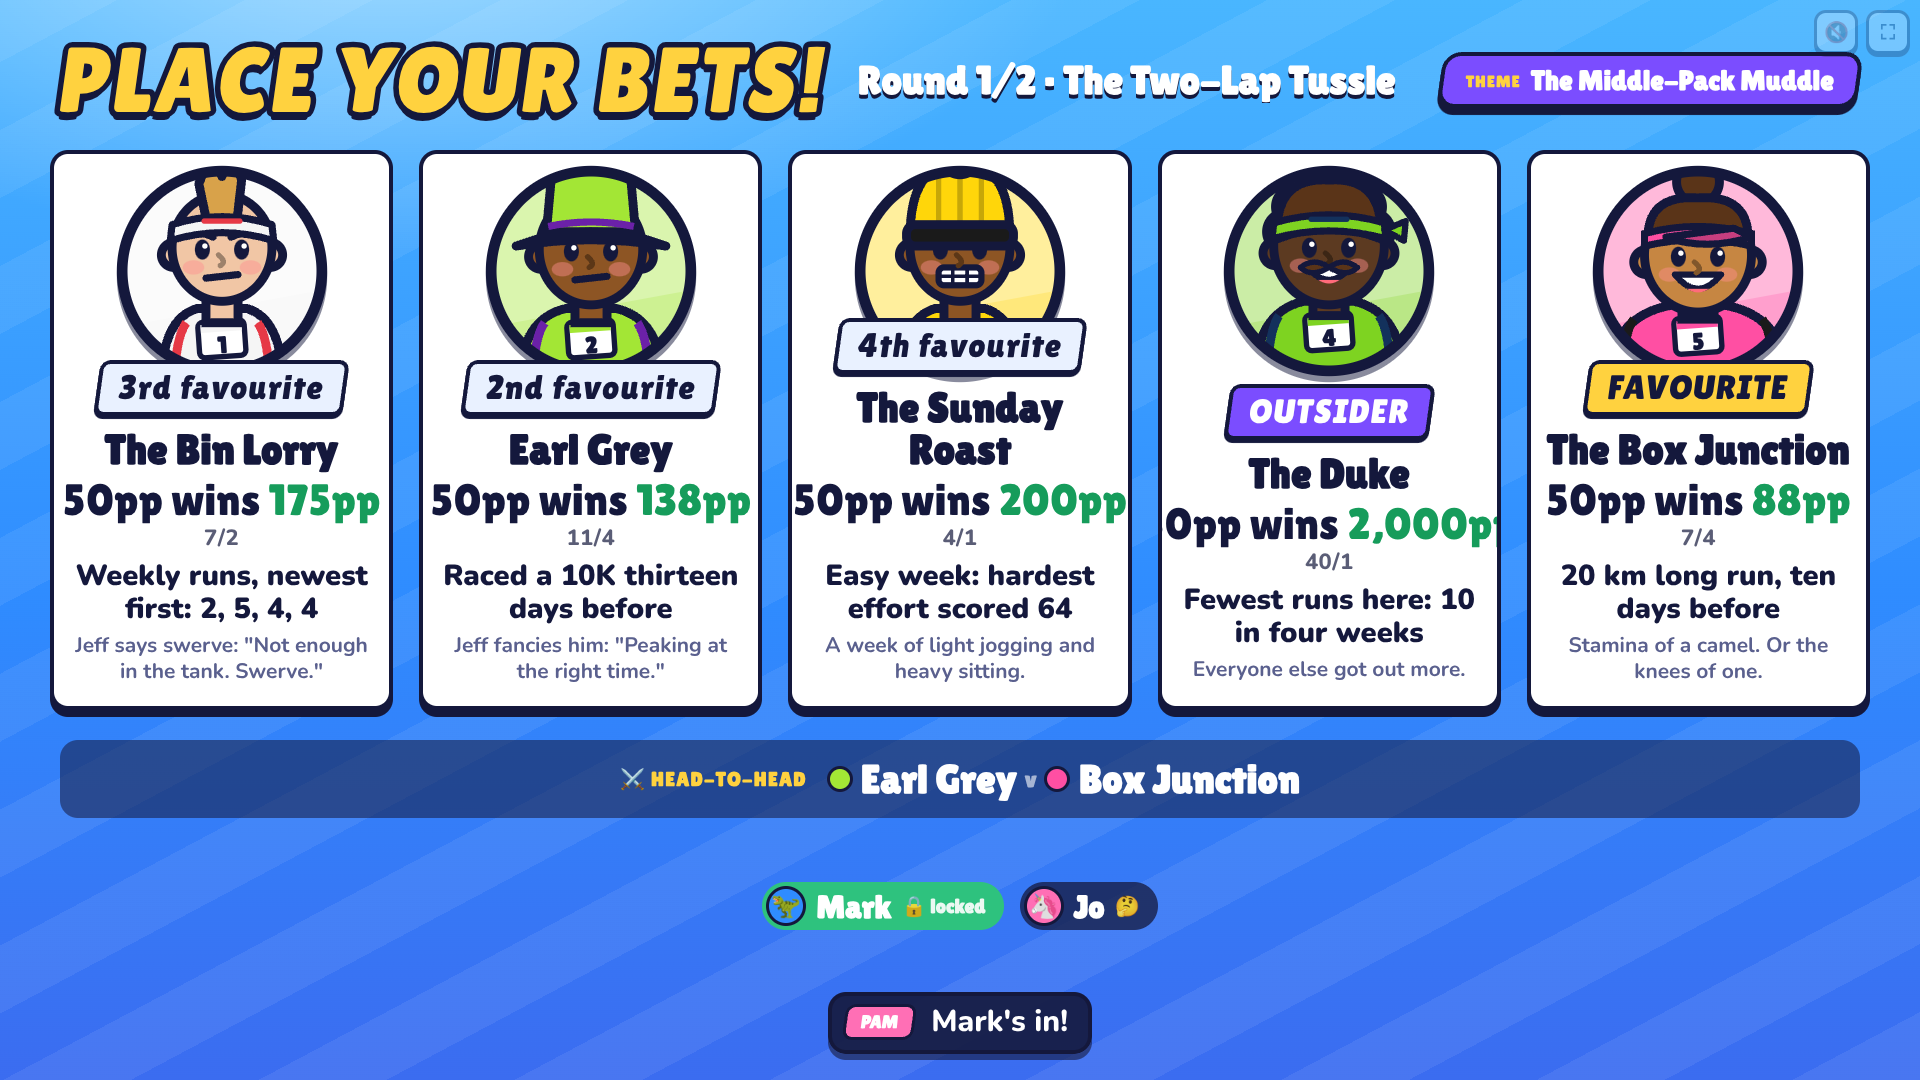 PLACE YOUR BETS!
Round 1/2 · The Two-Lap Tussle
THEME The Middle-Pack Muddle
1
3rd favourite
The Bin Lorry
50pp wins 175pp
7/2
Weekly runs, newest
first: 2, 5, 4, 4
Jeff says swerve: "Not enough
in the tank. Swerve."
2
2nd favourite
Earl Grey
50pp wins 138pp
11/4
Raced a 10K thirteen
days before
Jeff fancies him: "Peaking at
the right time."
4th favourite
The Sunday
Roast
50pp wins 200pp
4/1
Easy week: hardest
effort scored 64
A week of light jogging and
heavy sitting.
4
OUTSIDER
The Duke
0pp wins 2,000p
40/1
Fewest runs here: 10
in four weeks
Everyone else got out more.
5
FAVOURITE
The Box Junction
50pp wins 88pp
7/4
20 km long run, ten
days before
Stamina of a camel. Or the
knees of one.
HEAD-TO-HEAD Earl Grey v Box Junction
Mark locked
Jo
PAM Mark's in!